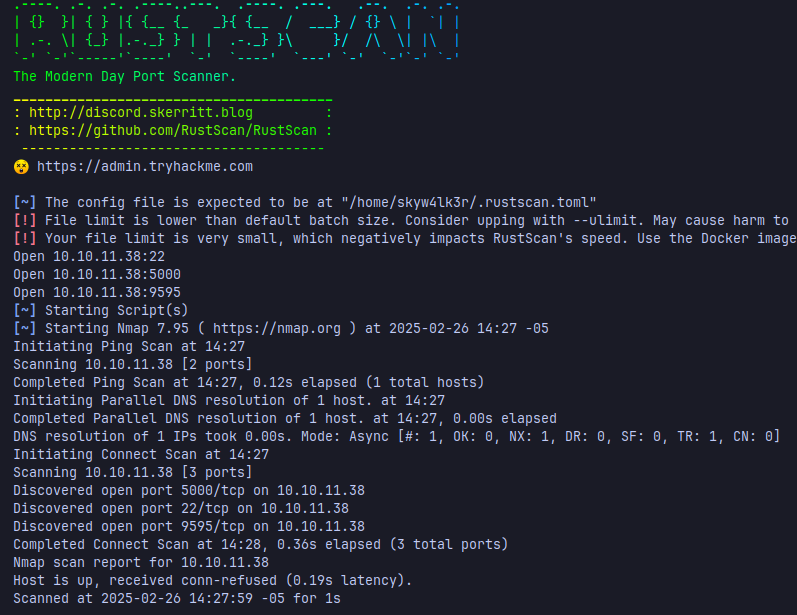 The Modern Day Port Scanner.
: http://discord.skerritt.blog :
: https://github.com/RustScan/RustScan :
https://admin.tryhackme.com
[~] The config file is expected to be at "/home/skyw4lk3r/.rustscan.toml"
[!] File limit is lower than default batch size. Consider upping with --ulimit. May cause harm to
[!] Your file limit is very small, which negatively impacts RustScan's speed. Use the Docker image
Open 10.10.11.38:22
Open 10.10.11.38:5000
Open 10.10.11.38:9595
[~] Starting Script(s)
[~] Starting Nmap 7.95 ( https://nmap.org ) at 2025-02-26 14:27 -05
Initiating Ping Scan at 14:27
Scanning 10.10.11.38 [2 ports]
Completed Ping Scan at 14:27, 0.12s elapsed (1 total hosts)
Initiating Parallel DNS resolution of 1 host. at 14:27
Completed Parallel DNS resolution of 1 host. at 14:27, 0.00s elapsed
DNS resolution of 1 IPs took 0.00s. Mode: Async [#: 1, OK: 0, NX: 1, DR: 0, SF: 0, TR: 1, CN: 0]
Initiating Connect Scan at 14:27
Scanning 10.10.11.38 [3 ports]
Discovered open port 5000/tcp on 10.10.11.38
Discovered open port 22/tcp on 10.10.11.38
Discovered open port 9595/tcp on 10.10.11.38
Completed Connect Scan at 14:28, 0.36s elapsed (3 total ports)
Nmap scan report for 10.10.11.38
Host is up, received conn-refused (0.19s latency).
Scanned at 2025-02-26 14:27:59 -05 for 1s